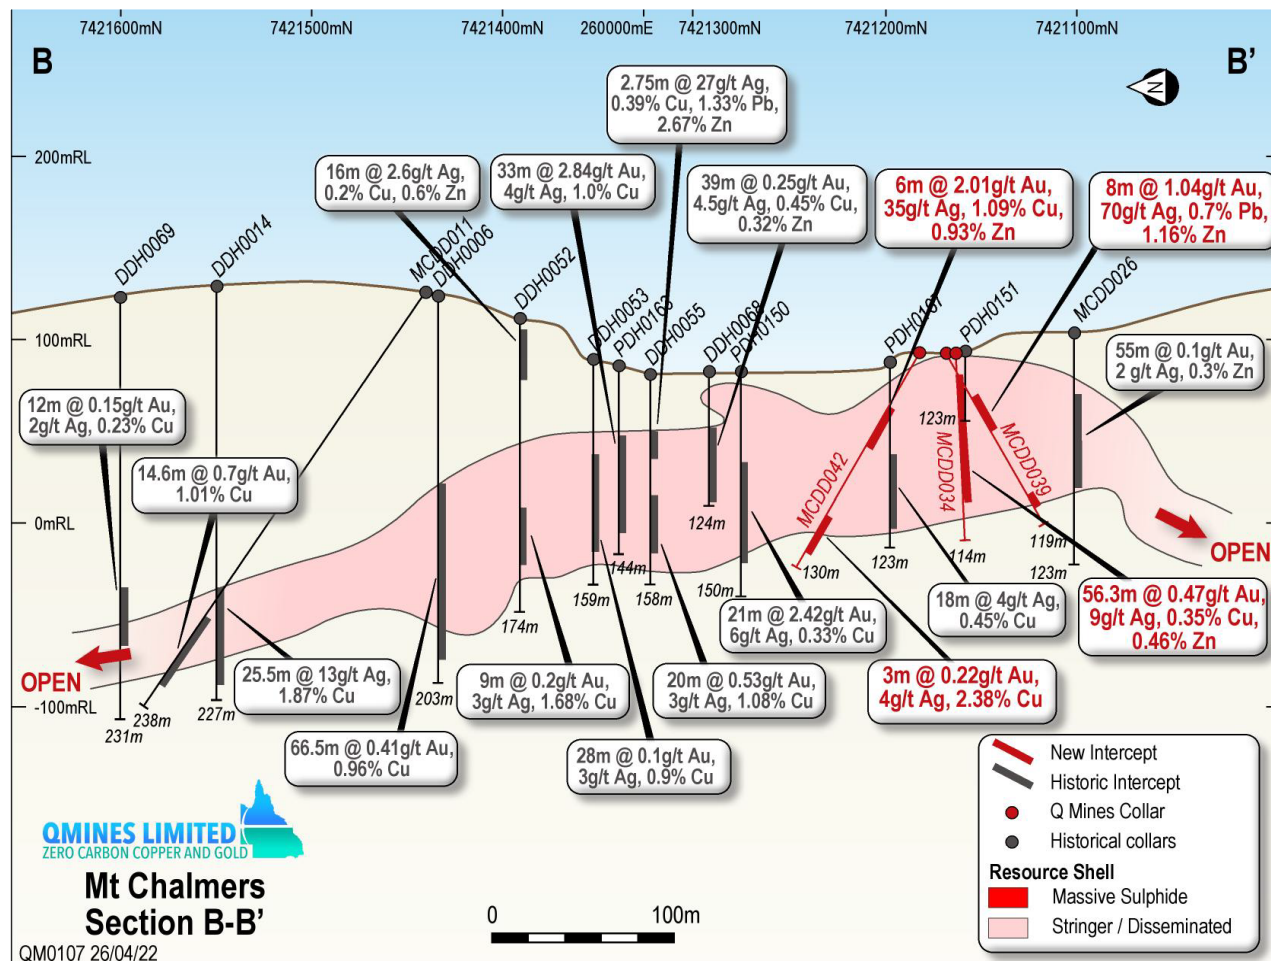 7421600mN
7421500mN
7421400mN
260000mE
7421300mN
7421200mN
7421100mN
B
B'
N
200mRL
100mRL
0mRL
-100mRL
2.75m @ 27g/t Ag,
0.39% Cu, 1.33% Pb,
2.67% Zn
16m @ 2.6g/t Ag,
0.2% Cu, 0.6% Zn
33m @ 2.84g/t Au,
4g/t Ag, 1.0% Cu
39m @ 0.25g/t Au,
4.5g/t Ag, 0.45% Cu,
0.32% Zn
6m @ 2.01g/t Au,
35g/t Ag, 1.09% Cu,
0.93% Zn
8m @ 1.04g/t Au,
70g/t Ag, 0.7% Pb,
1.16% Zn
DDH0069
DDH0014
MCDD011
DDH0006
DDH0052
DDH0053
PDH0163
DDH0055
DDH0068
PDH0150
PDH0167
PDH0151
MCDD026
55m @ 0.1g/t Au,
2 g/t Ag, 0.3% Zn
12m @ 0.15g/t Au,
2g/t Ag, 0.23% Cu
14.6m @ 0.7g/t Au,
1.01% Cu
MCDD042
MCDD034
MCDD039
123m
124m
144m
159m
158m
150m
130m
123m
114m
119m
123m
174m
203m
227m
238m
231m
OPEN
OPEN
25.5m @ 13g/t Ag,
1.87% Cu
66.5m @ 0.41g/t Au,
0.96% Cu
9m @ 0.2g/t Au,
3g/t Ag, 1.68% Cu
28m @ 0.1g/t Au,
3g/t Ag, 0.9% Cu
20m @ 0.53g/t Au,
3g/t Ag, 1.08% Cu
21m @ 2.42g/t Au,
6g/t Ag, 0.33% Cu
3m @ 0.22g/t Au,
4g/t Ag, 2.38% Cu
18m @ 4g/t Ag,
0.45% Cu
56.3m @ 0.47g/t Au,
9g/t Ag, 0.35% Cu,
0.46% Zn
QMINES LIMITED
ZERO CARBON COPPER AND GOLD
Mt Chalmers
Section B-B'
QM0107 26/04/22
0
100m
New Intercept
Historic Intercept
Q Mines Collar
Historical collars
Resource Shell
Massive Sulphide
Stringer / Disseminated